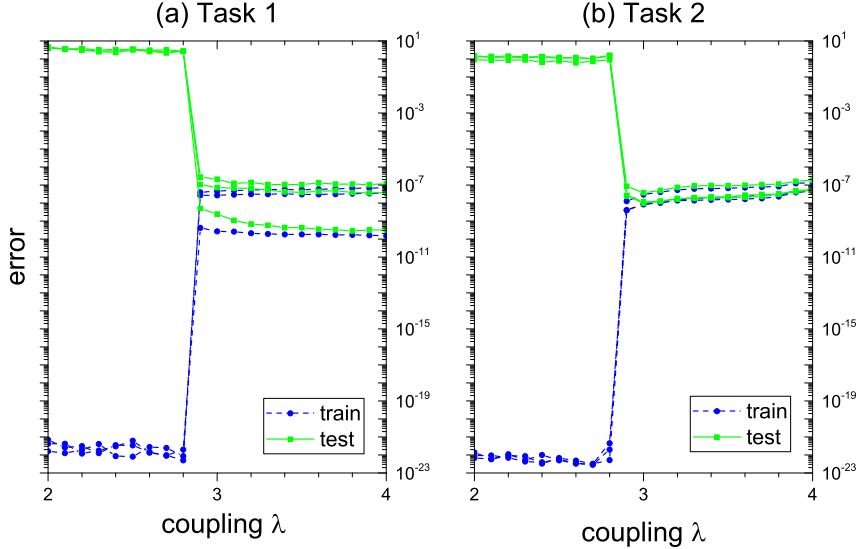 (a) Task 1
(b) Task 2
error
10^1
10^-3
10^-7
10^-11
10^-15
10^-19
10^-23
train
test
2
3
4
coupling λ
10^1
10^-3
10^-7
10^-11
10^-15
10^-19
10^-23
train
test
2
3
4
coupling λ